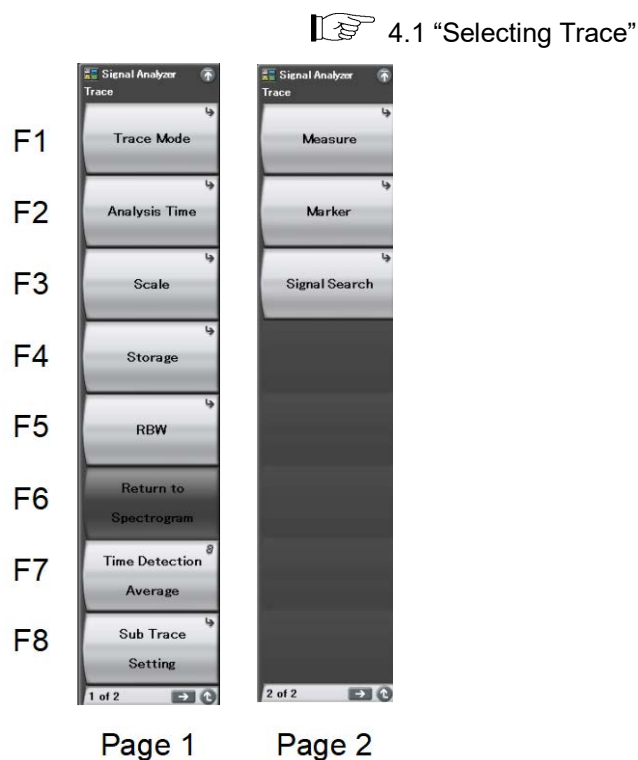 4.1 “Selecting Trace”
Signal Analyzer
Trace
F1
Trace Mode
F2
Analysis Time
F3
Scale
F4
Storage
F5
RBW
F6
Return to
Spectrogram
F7
Time Detection
Average
F8
Sub Trace
Setting
1 of 2
Page 1
Signal Analyzer
Trace
Measure
Marker
Signal Search
2 of 2
Page 2